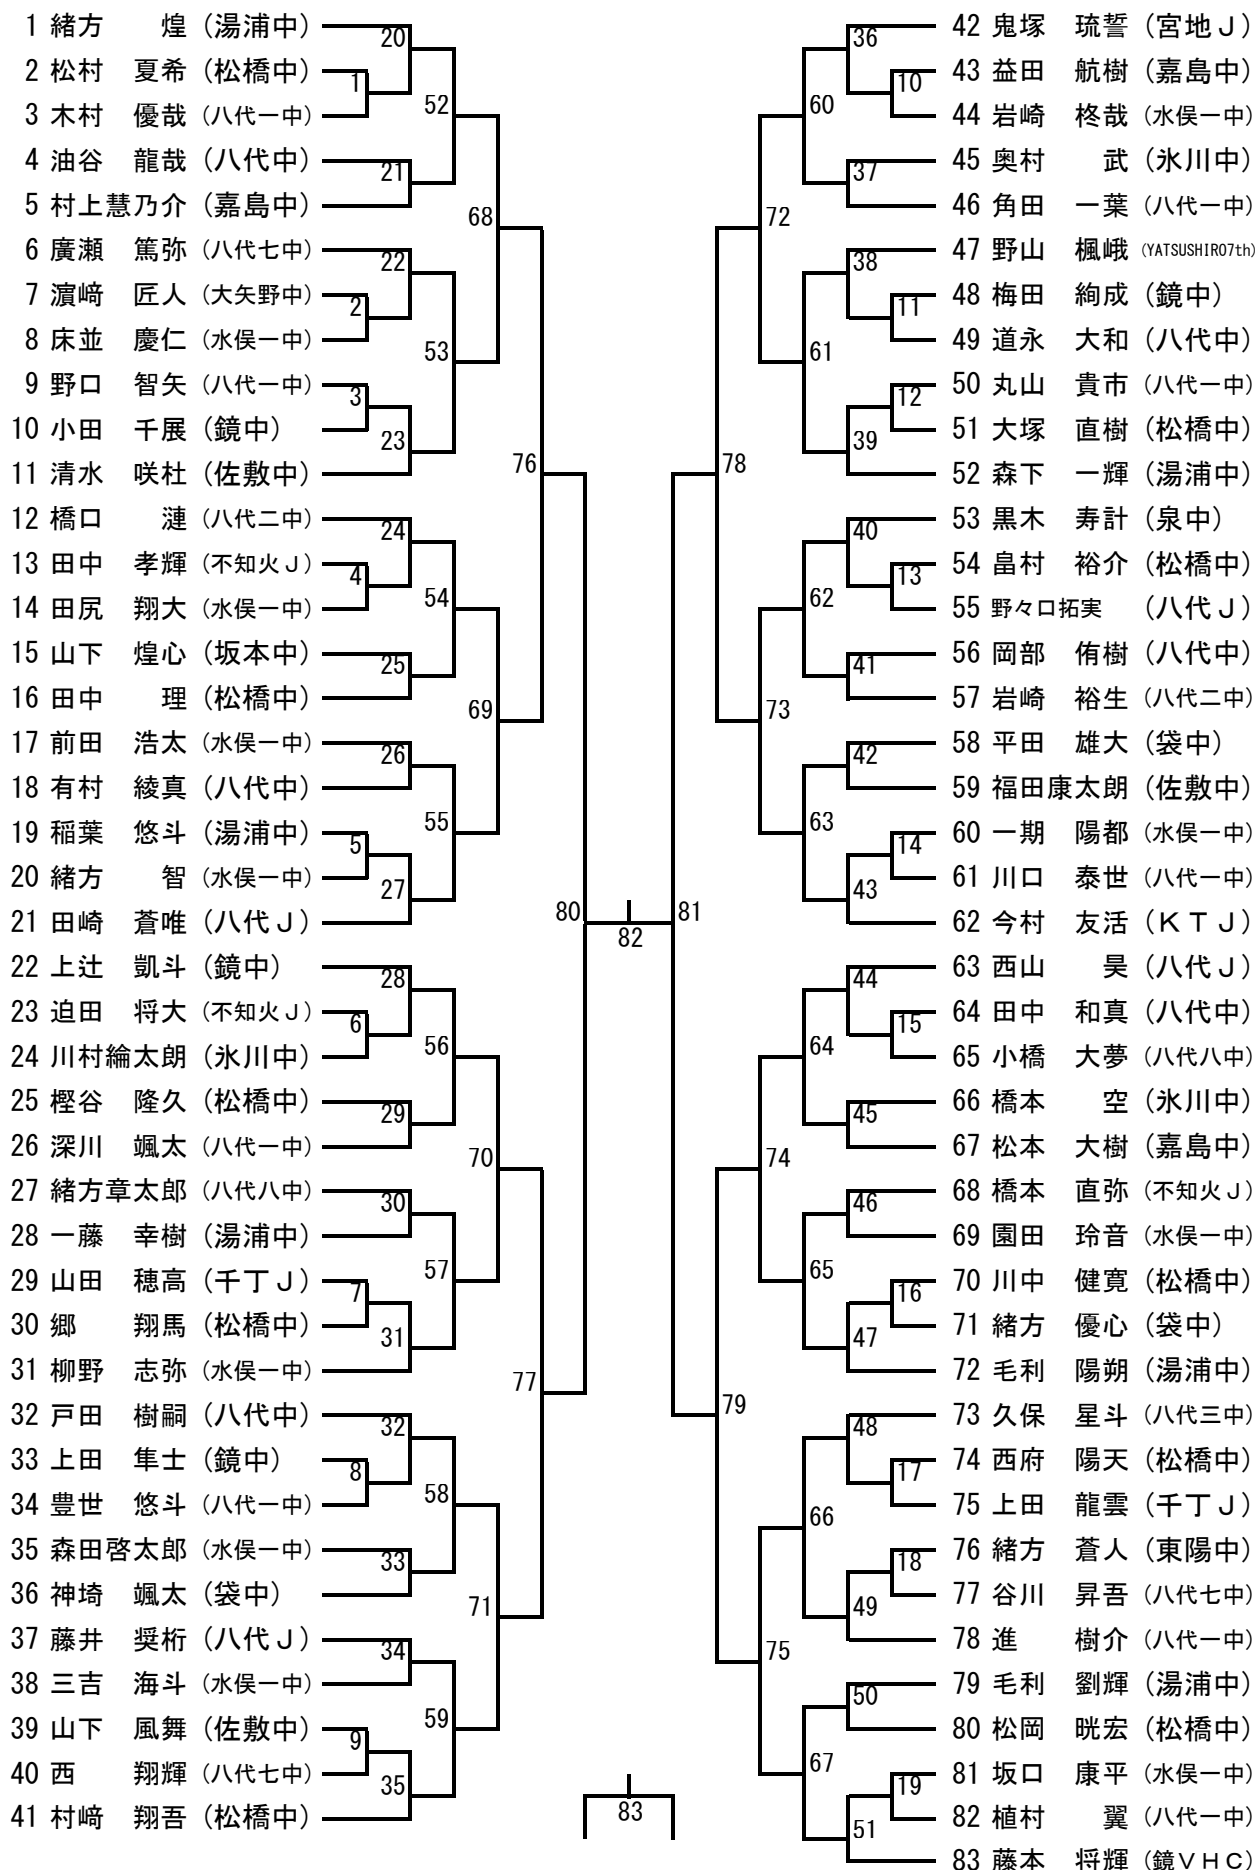 1 緒方　　煌（湯浦中）
2 松村　夏希（松橋中）
3 木村　優哉（八代一中）
4 油谷　龍哉（八代中）
5 村上慧乃介（嘉島中）
6 廣瀬　篤弥（八代七中）
7 濵﨑　匠人（大矢野中）
8 床並　慶仁（水俣一中）
9 野口　智矢（八代一中）
10 小田　千展（鏡中）
11 清水　咲杜（佐敷中）
12 橋口　　漣（八代二中）
13 田中　孝輝（不知火Ｊ）
14 田尻　翔大（水俣一中）
15 山下　煌心（坂本中）
16 田中　　理（松橋中）
17 前田　浩太（水俣一中）
18 有村　綾真（八代中）
19 稲葉　悠斗（湯浦中）
20 緒方　　智（水俣一中）
21 田崎　蒼唯（八代Ｊ）
22 上辻　凱斗（鏡中）
23 迫田　将大（不知火Ｊ）
24 川村綸太朗（氷川中）
25 樫谷　隆久（松橋中）
26 深川　颯太（八代一中）
27 緒方章太郎（八代八中）
28 一藤　幸樹（湯浦中）
29 山田　穂高（千丁Ｊ）
30 郷　　翔馬（松橋中）
31 柳野　志弥（水俣一中）
32 戸田　樹嗣（八代中）
33 上田　隼士（鏡中）
34 豊世　悠斗（八代一中）
35 森田啓太郎（水俣一中）
36 神埼　颯太（袋中）
37 藤井　奨桁（八代Ｊ）
38 三吉　海斗（水俣一中）
39 山下　風舞（佐敷中）
40 西　　翔輝（八代七中）
41 村﨑　翔吾（松橋中）
1
2
3
4
5
6
7
8
9
20
21
22
23
24
25
26
27
28
29
30
31
32
33
34
35
52
53
54
55
56
57
58
59
68
69
70
71
76
77
80
82
83
81
78
79
72
73
74
75
60
61
62
63
64
65
66
67
36
37
38
39
40
41
42
43
44
45
46
47
48
49
50
51
10
11
12
13
14
15
16
17
18
19
42 鬼塚　琉誓（宮地Ｊ）
43 益田　航樹（嘉島中）
44 岩崎　柊哉（水俣一中）
45 奥村　　武（氷川中）
46 角田　一葉（八代一中）
47 野山　楓峨（YATSUSHIRO7th）
48 梅田　絢成（鏡中）
49 道永　大和（八代中）
50 丸山　貴市（八代一中）
51 大塚　直樹（松橋中）
52 森下　一輝（湯浦中）
53 黒木　寿計（泉中）
54 畠村　裕介（松橋中）
55 野々口拓実　（八代Ｊ）
56 岡部　侑樹（八代中）
57 岩崎　裕生（八代二中）
58 平田　雄大（袋中）
59 福田康太朗（佐敷中）
60 一期　陽都（水俣一中）
61 川口　泰世（八代一中）
62 今村　友活（ＫＴＪ）
63 西山　　昊（八代Ｊ）
64 田中　和真（八代中）
65 小橋　大夢（八代八中）
66 橋本　　空（氷川中）
67 松本　大樹（嘉島中）
68 橋本　直弥（不知火Ｊ）
69 園田　玲音（水俣一中）
70 川中　健寛（松橋中）
71 緒方　優心（袋中）
72 毛利　陽朔（湯浦中）
73 久保　星斗（八代三中）
74 西府　陽天（松橋中）
75 上田　龍雲（千丁Ｊ）
76 緒方　蒼人（東陽中）
77 谷川　昇吾（八代七中）
78 進　　樹介（八代一中）
79 毛利　劉輝（湯浦中）
80 松岡　晄宏（松橋中）
81 坂口　康平（水俣一中）
82 植村　　翼（八代一中）
83 藤本　将輝（鏡ＶＨＣ）